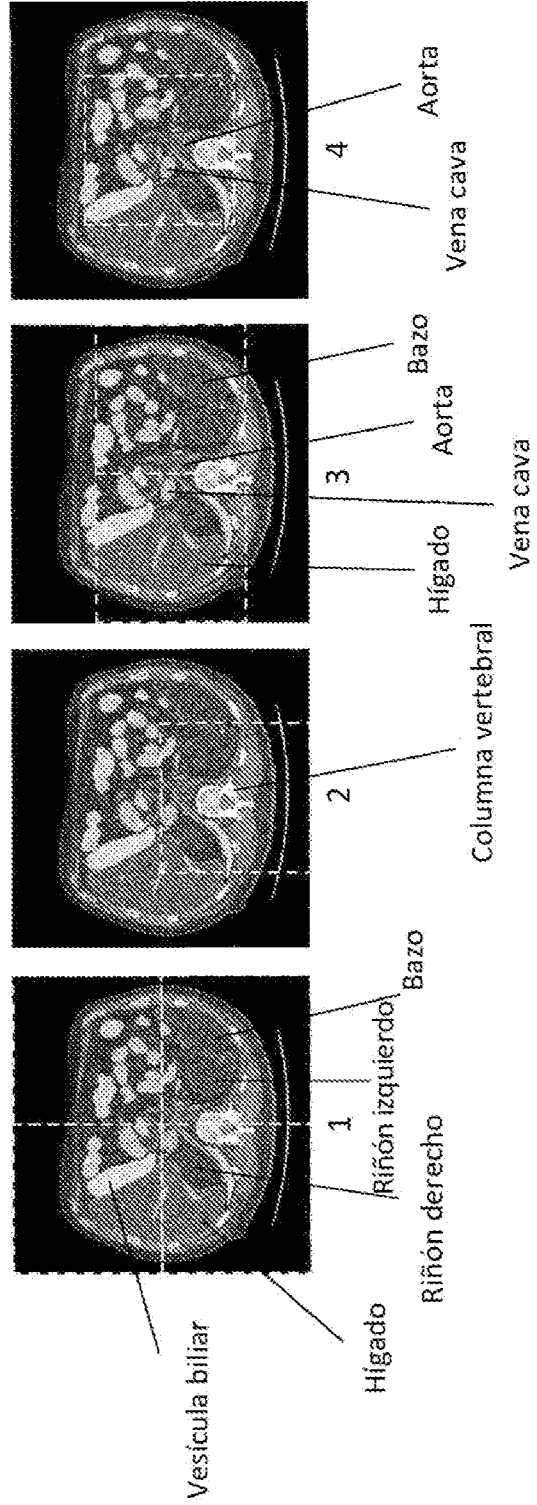 Vesícula biliar
Hígado
Riñón derecho
Riñón izquierdo
Bazo
1
Columna vertebral
2
Hígado
Vena cava
Aorta
Bazo
3
Vena cava
Aorta
4